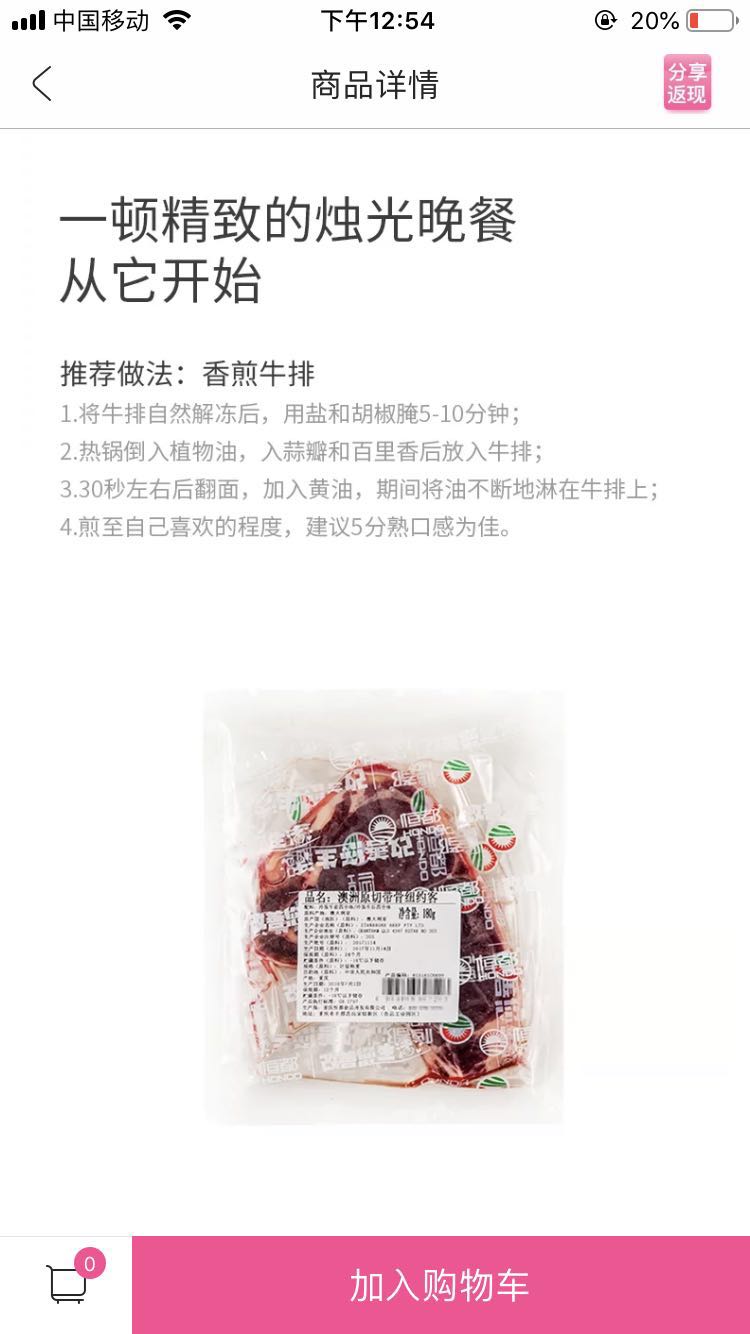 中国移动
下午12:54
20%
商品详情
分享
返现
一顿精致的烛光晚餐
从它开始
推荐做法：香煎牛排
1.将牛排自然解冻后，用盐和胡椒腌5-10分钟；
2.热锅倒入植物油，入蒜瓣和百里香后放入牛排；
3.30秒左右后翻面，加入黄油，期间将油不断地淋在牛排上；
4.煎至自己喜欢的程度，建议5分熟口感为佳。
恒都
HONDO
品名：澳洲原切带骨纽约客
净含量：180g
0
加入购物车